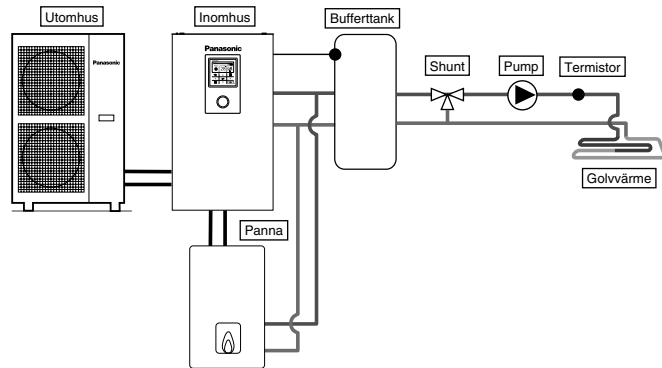 Utomhus
Inomhus
Bufferttank
Panasonic
Panasonic
Shunt
Pump
Termistor
Golvvärme
Panna